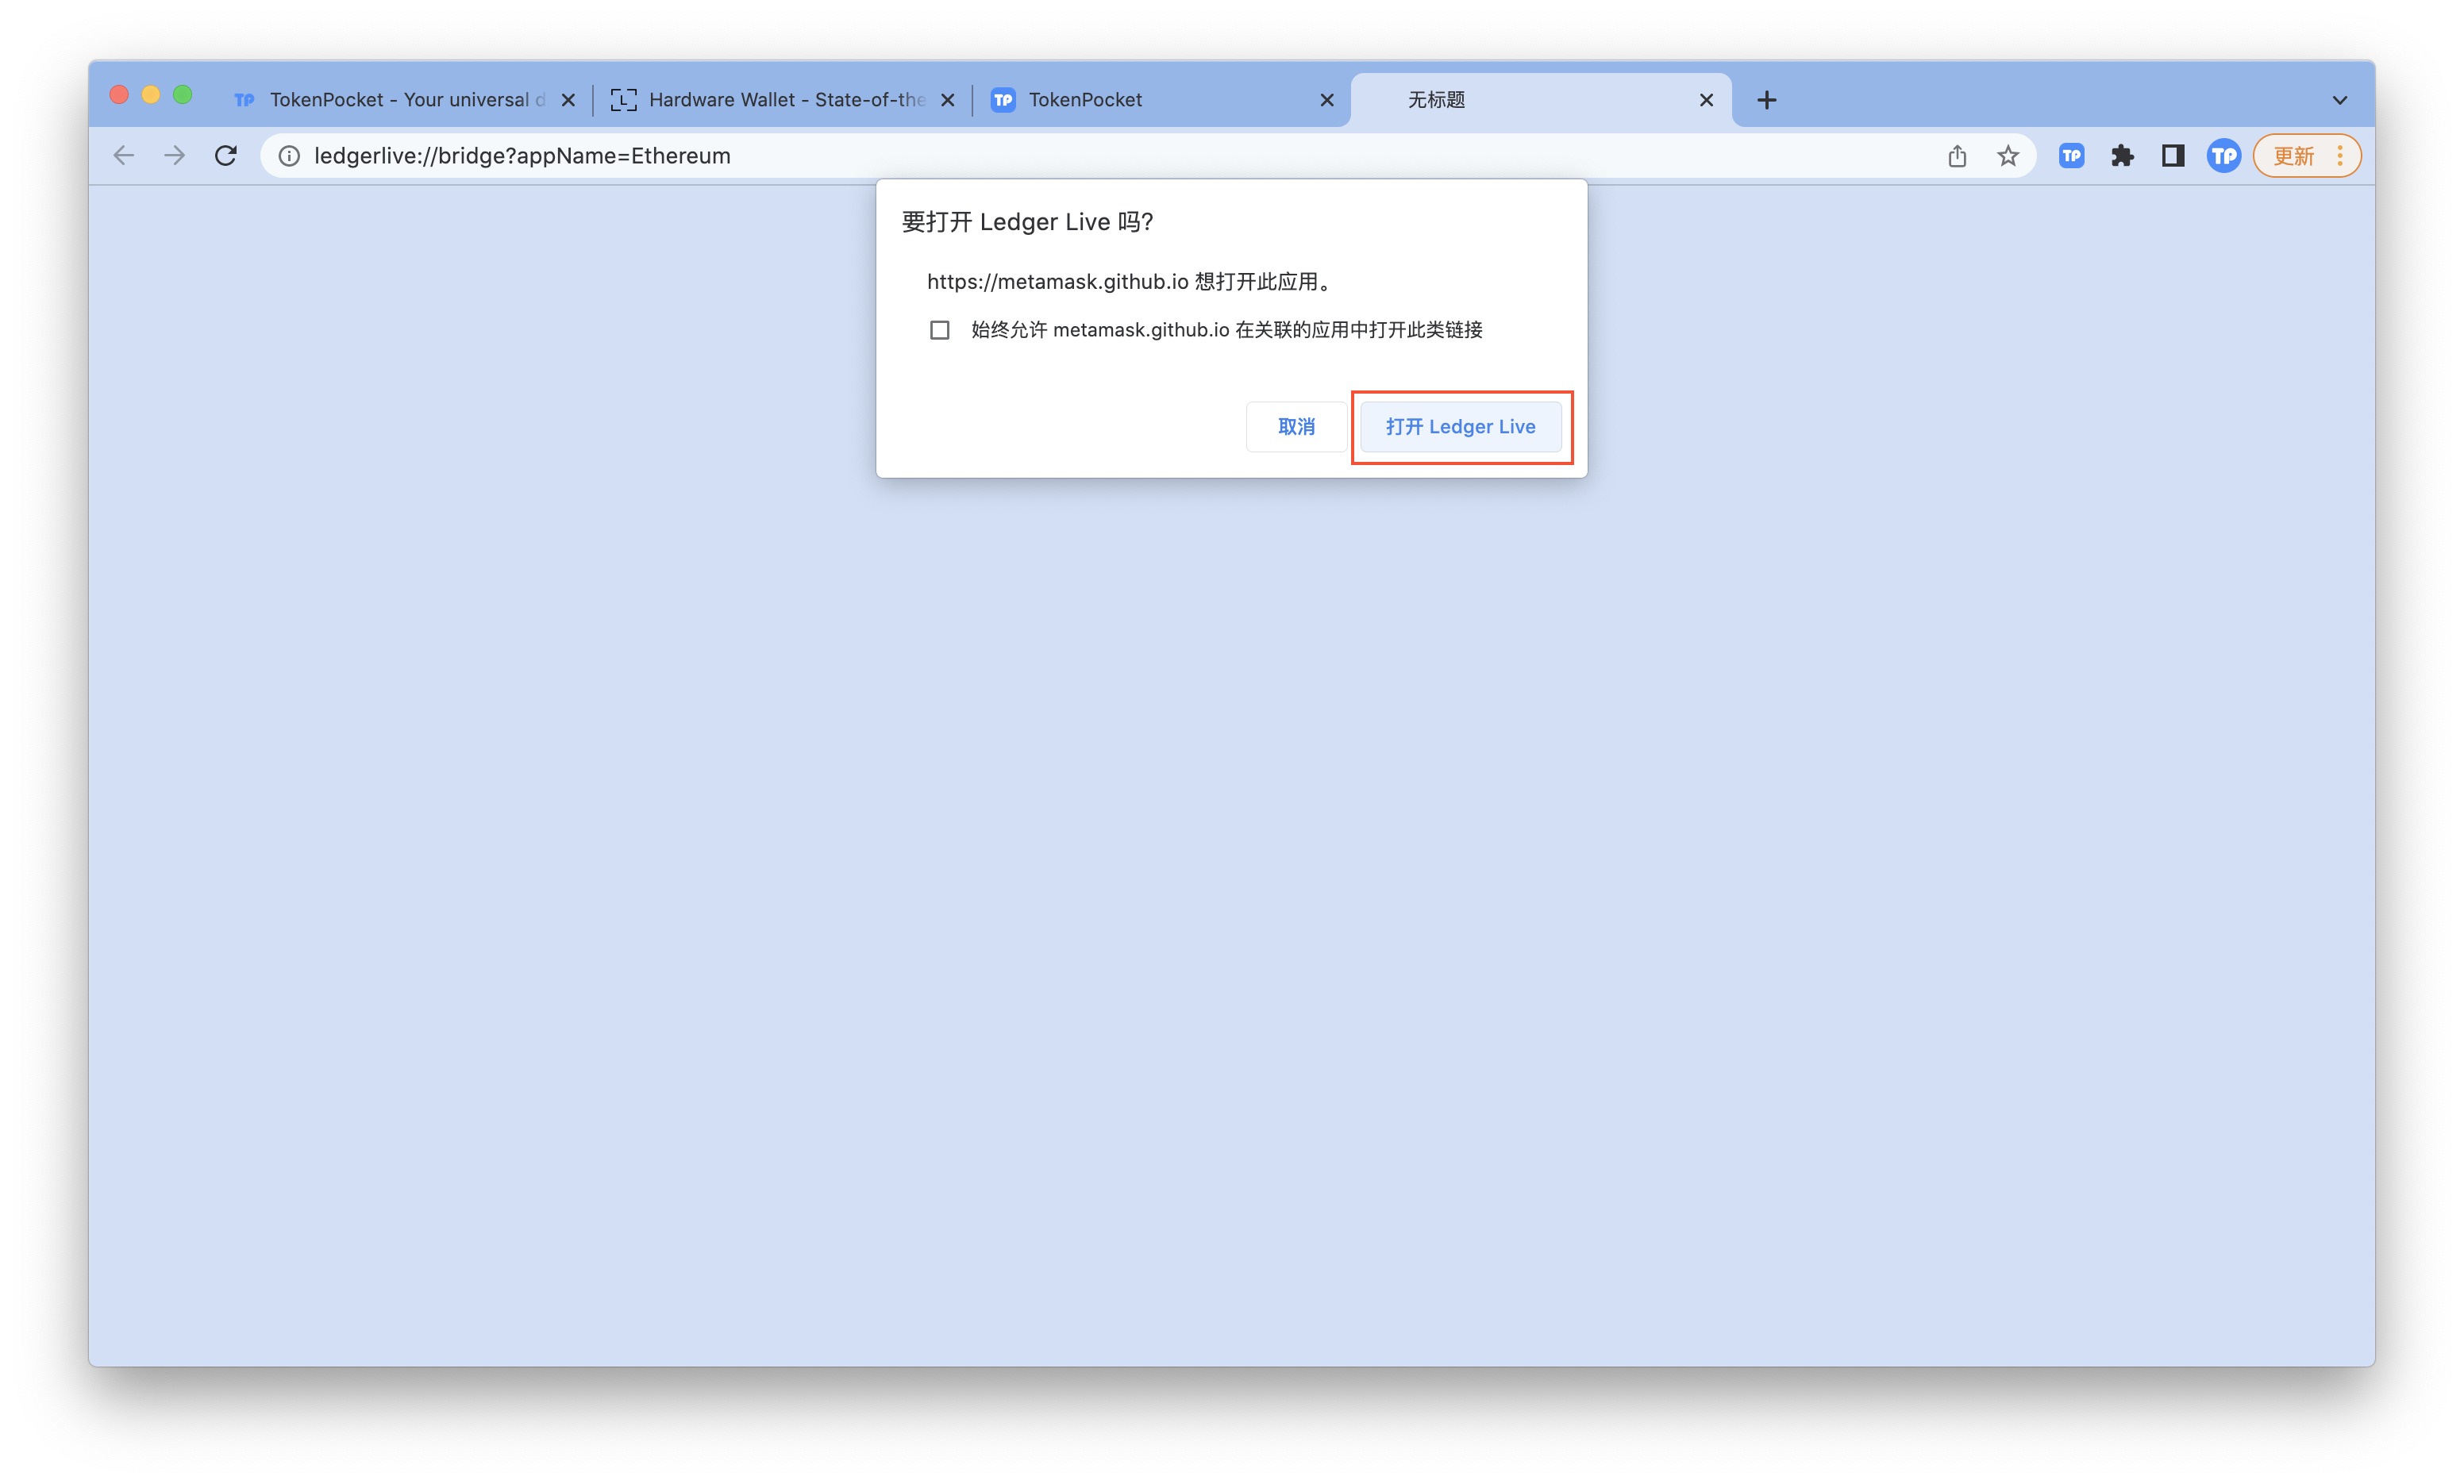 TokenPocket - Your universal d
Hardware Wallet - State-of-the
TP TokenPocket
无标题
ledgerlive://bridge?appName=Ethereum
更新
要打开 Ledger Live 吗?
https://metamask.github.io 想打开此应用。
始终允许 metamask.github.io 在关联的应用中打开此类链接
取消
打开 Ledger Live